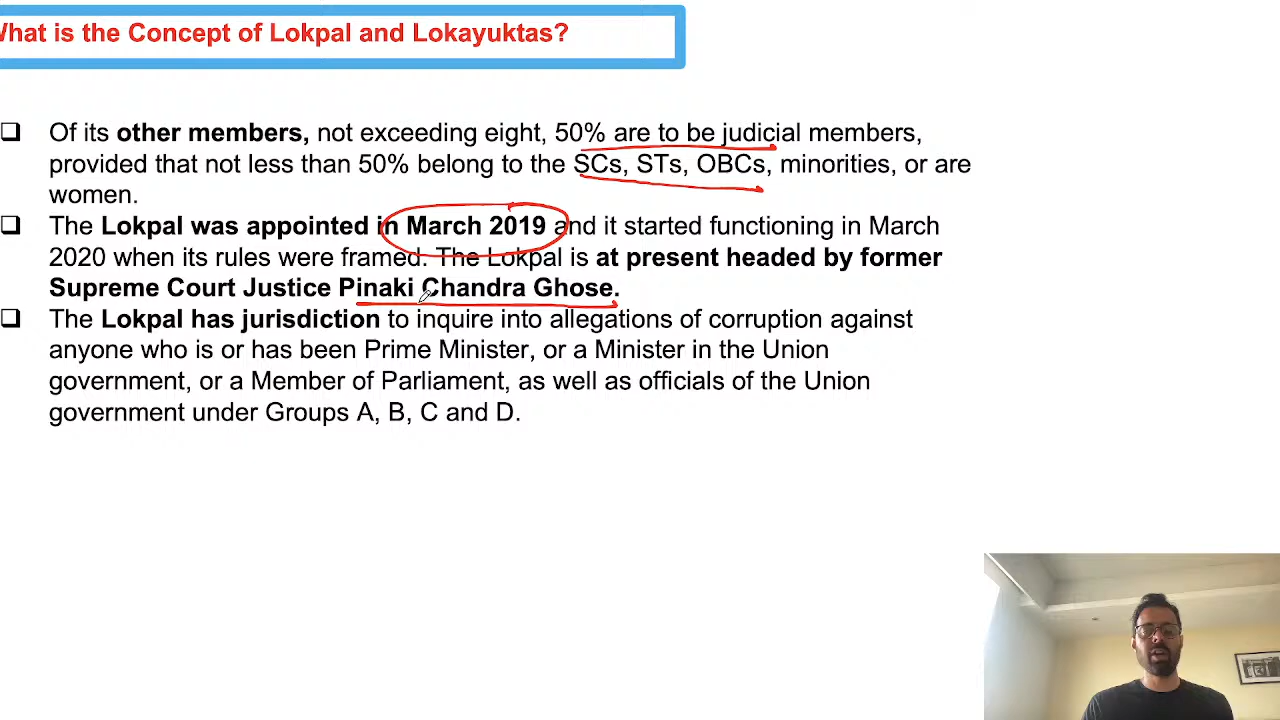 What is the Concept of Lokpal and Lokayuktas?
Of its other members, not exceeding eight, 50% are to be judicial members,
provided that not less than 50% belong to the SCs, STs, OBCs, minorities, or are
women.
The Lokpal was appointed in March 2019 and it started functioning in March
2020 when its rules were framed. The Lokpal is at present headed by former
Supreme Court Justice Pinaki Chandra Ghose.
The Lokpal has jurisdiction to inquire into allegations of corruption against
anyone who is or has been Prime Minister, or a Minister in the Union
government, or a Member of Parliament, as well as officials of the Union
government under Groups A, B, C and D.